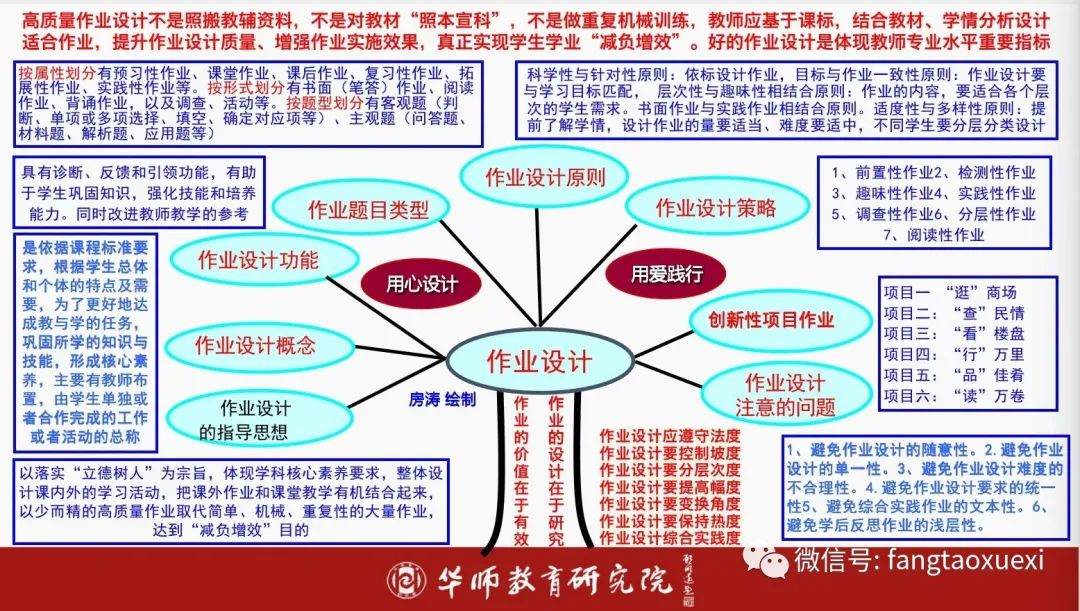 高质量作业设计不是照搬教辅资料，不是对教材“照本宣科”，不是做重复机械训练，教师应基于课标，结合教材、学情分析设计
适合作业，提升作业设计质量、增强作业实施效果，真正实现学生学业“减负增效”。好的作业设计是体现教师专业水平重要指标
按属性划分有预习性作业、课堂作业、课后作业、复习性作业、拓
展性作业、实践性作业等。按形式划分有书面（笔答）作业、阅读
作业、背诵作业，以及调查、活动等。按题型划分有客观题（判
断、单项或多项选择、填空、确定对应项等）、主观题（问答题、
材料题、解析题、应用题等）
科学性与针对性原则：依标设计作业，目标与作业一致性原则：作业设计要
与学习目标匹配， 层次性与趣味性相结合原则：作业的内容，要适合各个层
次的学生需求。书面作业与实践作业相结合原则。适度性与多样性原则：提
前了解学情，设计作业的量要适当、难度要适中，不同学生要分层分类设计
具有诊断、反馈和引领功能，有助
于学生巩固知识，强化技能和培养
能力。同时改进教师教学的参考
作业题目类型
作业设计原则
作业设计策略
1、前置性作业2、检测性作业
3、趣味性作业4、实践性作业
5、调查性作业6、分层性作业
7、阅读性作业
是依据课程标准要
求，根据学生总体
和个体的特点及需
要，为了更好地达
成教与学的任务，
巩固所学的知识与
技能，形成核心素
养，主要有教师布
置，由学生单独或
者合作完成的工作
或者活动的总称
作业设计功能
用心设计
用爱践行
作业设计概念
作业设计
创新性项目作业
项目一 “逛”商场
项目二：“查”民情
项目三：“看”楼盘
项目四：“行”万里
项目五：“品”佳肴
项目六：“读”万卷
作业设计
的指导思想
房涛 绘制
作业设计
注意的问题
作业的价值在于有效
作业的设计在于研究
作业设计应遵守法度
作业设计要控制坡度
作业设计要分层次度
作业设计要提高幅度
作业设计要变换角度
作业设计要保持热度
作业设计综合实践度
以落实“立德树人”为宗旨，体现学科核心素养要求，整体设
计课内外的学习活动，把课外作业和课堂教学有机结合起来，
以少而精的高质量作业取代简单、机械、重复性的大量作业，
达到“减负增效”目的
1、避免作业设计的随意性。2.避免作业
设计的单一性。3、避免作业设计难度的
不合理性。4.避免作业设计要求的统一
性5、避免综合实践作业的文本性。6、
避免学后反思作业的浅层性。
华师教育研究院
微信号: fangtaoxuexi